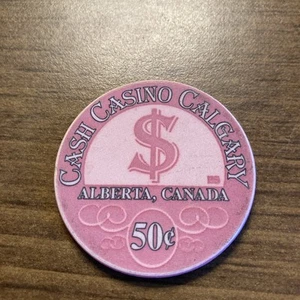 CASH CASINO CALGARY
$
ALBERTA, CANADA
50¢